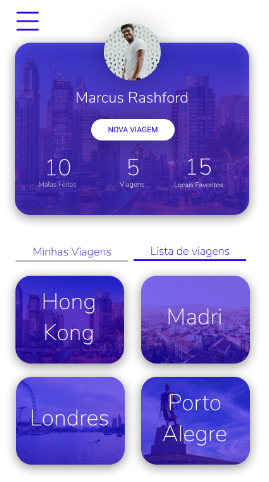 Marcus Rashford
NOVA VIAGEM
10 5 15
Malas Feitas Viagens Locais Favoritos
Minhas Viagens Lista de viagens
Hong
Kong
Madri
Londres
Porto
Alegre